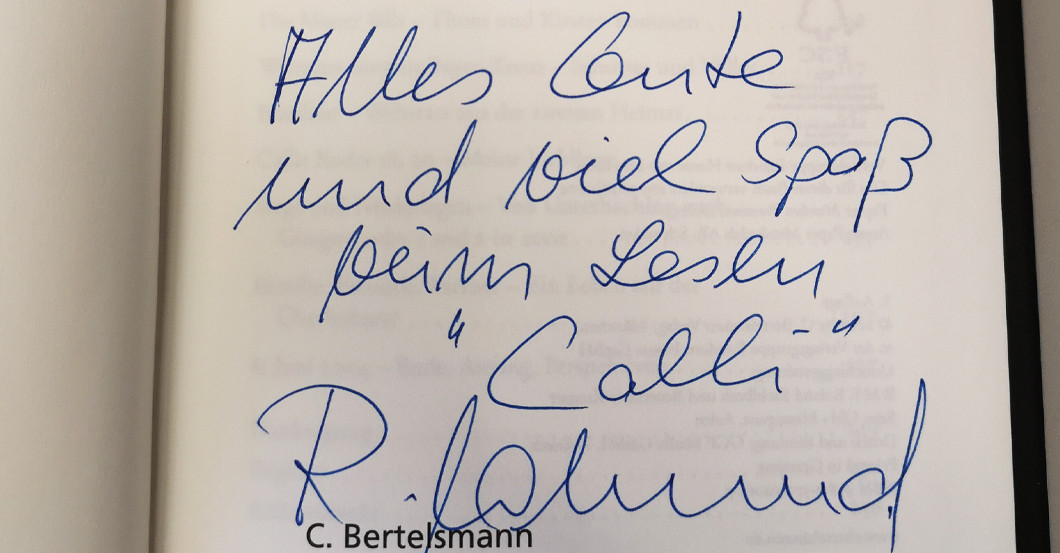 Alles Gute
und viel Spaß
beim Lesen
"Calli"
R. Calmund
C. Bertelsmann